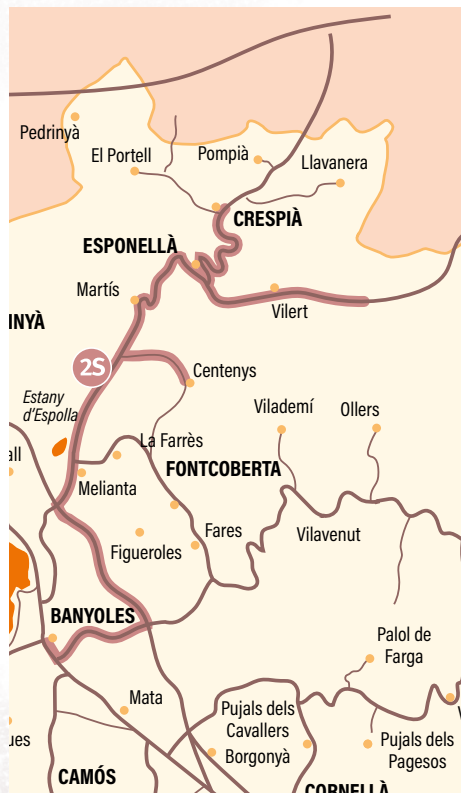 Pedrinyà
El Portell
Pompià
Llavanera
CRESPIÀ
ESPONELLÀ
Martís
Vilert
INYÀ
2S
Centenys
Estany
d'Espolla
Vilademí
Ollers
La Farrès
all
FONTCOBERTA
Melianta
Fares
Vilavenut
Figueroles
BANYOLES
Palol de
Farga
Mata
Pujals dels
Cavallers
V
ues
Borgonyà
Pujals dels
Pagesos
CAMÓS
CORNELLÀ